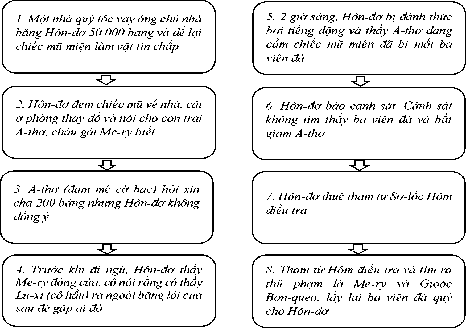 1. Một nhà quý tộc vay ông chủ nhà
băng Hôn-đơ 50 000 bảng và để lại
chiếc mũ miện làm vật tin chấp
2. Hôn-đơ đem chiếc mũ về nhà, cất
ở phòng thay đồ và nói cho con trai
A-thơ, cháu gái Me-ry biết
3. A-thơ (đam mê cờ bạc) hỏi xin
cha 200 bảng nhưng Hôn-đơ không
đồng ý
4. Trước khi đi ngủ, Hôn-đơ thấy
Me-ry đóng cửa, cô nói rằng có thấy
Lu-xi (cô hầu) ra ngoài bằng lối cửa
sau để gặp ai đó
5. 2 giờ sáng, Hôn-đơ bị đánh thức
bởi tiếng động và thấy A-thơ đang
cầm chiếc mũ miện đã bị mất ba
viên đá
6. Hôn-đơ báo cảnh sát. Cảnh sát
không tìm thấy ba viên đá và bắt
giam A-thơ
7. Hôn-đơ thuê thám tử Sơ-lốc Hôm
điều tra
8. Thám tử Hôm điều tra và tìm ra
thủ phạm là Me-ry và Gioóc
Bơn-queo, lấy lại ba viên đá quý
cho Hôn-đơ